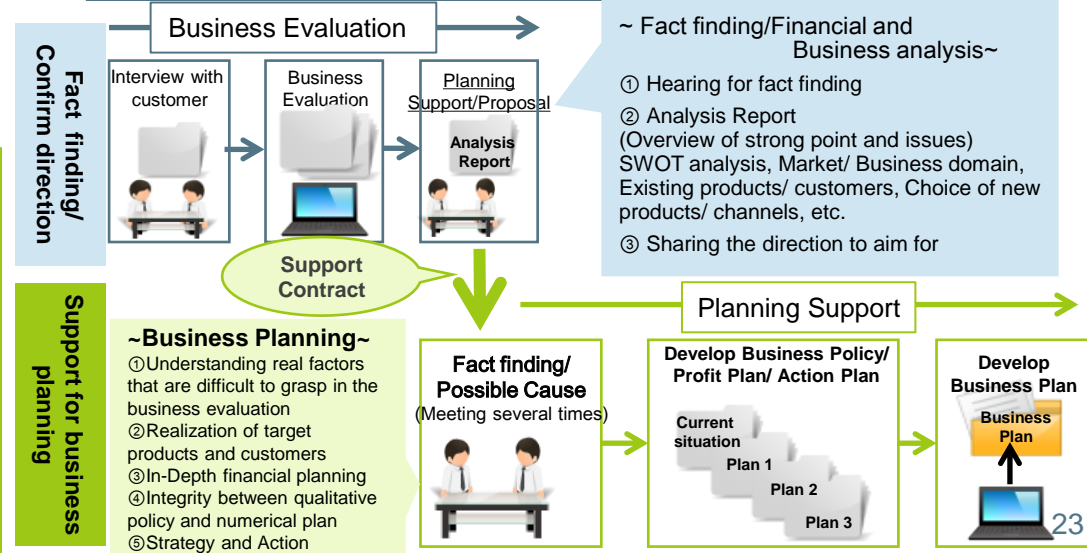 Business Evaluation
Fact finding/
Confirm direction
Interview with
customer
Business
Evaluation
Planning
Support/Proposal
Analysis
Report
~ Fact finding/Financial and
Business analysis~
① Hearing for fact finding
② Analysis Report
(Overview of strong point and issues)
SWOT analysis, Market/ Business domain,
Existing products/ customers, Choice of new
products/ channels, etc.
③ Sharing the direction to aim for
Support
Contract
Planning Support
Support for business
planning
~Business Planning~
①Understanding real factors
that are difficult to grasp in the
business evaluation
②Realization of target
products and customers
③In-Depth financial planning
④Integrity between qualitative
policy and numerical plan
⑤Strategy and Action
Fact finding/
Possible Cause
(Meeting several times)
Develop Business Policy/
Profit Plan/ Action Plan
Current
situation
Plan 1
Plan 2
Plan 3
Develop
Business Plan
Business
Plan
23